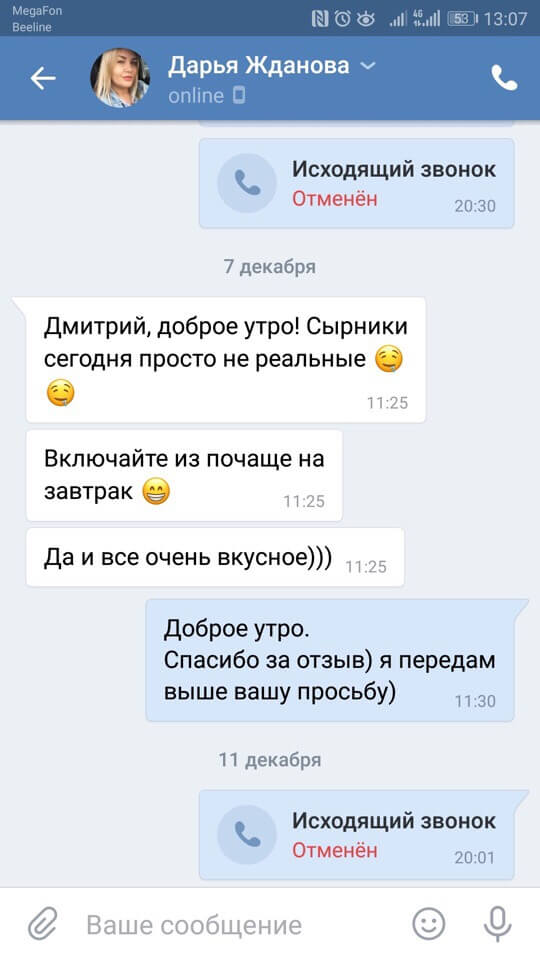 MegaFon
Beeline
4G
53
13:07
Дарья Жданова
online
Исходящий звонок
Отменён
20:30
7 декабря
Дмитрий, доброе утро! Сырники
сегодня просто не реальные 🤤
🤤
11:25
Включайте из почаще на
завтрак 😁
11:25
Да и все очень вкусное)))
11:25
Доброе утро.
Спасибо за отзыв) я передам
выше вашу просьбу)
11:30
11 декабря
Исходящий звонок
Отменён
20:01
Ваше сообщение